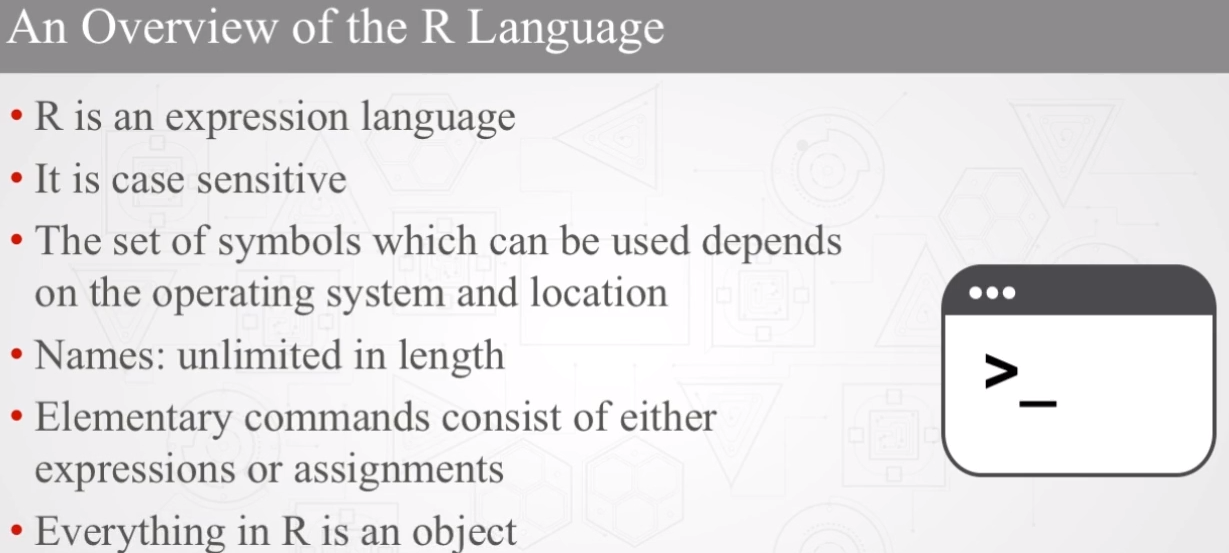 An Overview of the R Language
• R is an expression language
• It is case sensitive
• The set of symbols which can be used depends
on the operating system and location
• Names: unlimited in length
• Elementary commands consist of either
expressions or assignments
• Everything in R is an object
>_